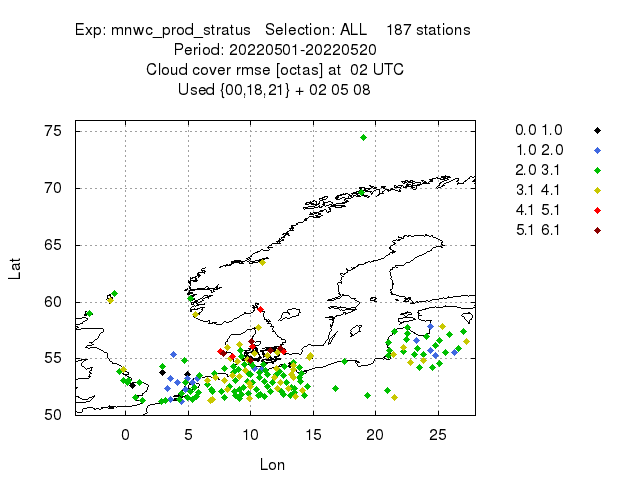 Exp: mnwc_prod_stratus   Selection: ALL    187 stations
Period: 20220501-20220520
Cloud cover rmse [octas] at  02 UTC
Used {00,18,21} + 02 05 08
0.0 1.0
1.0 2.0
2.0 3.1
3.1 4.1
4.1 5.1
5.1 6.1
Lat
75
70
65
60
55
50
0 5 10 15 20 25
Lon